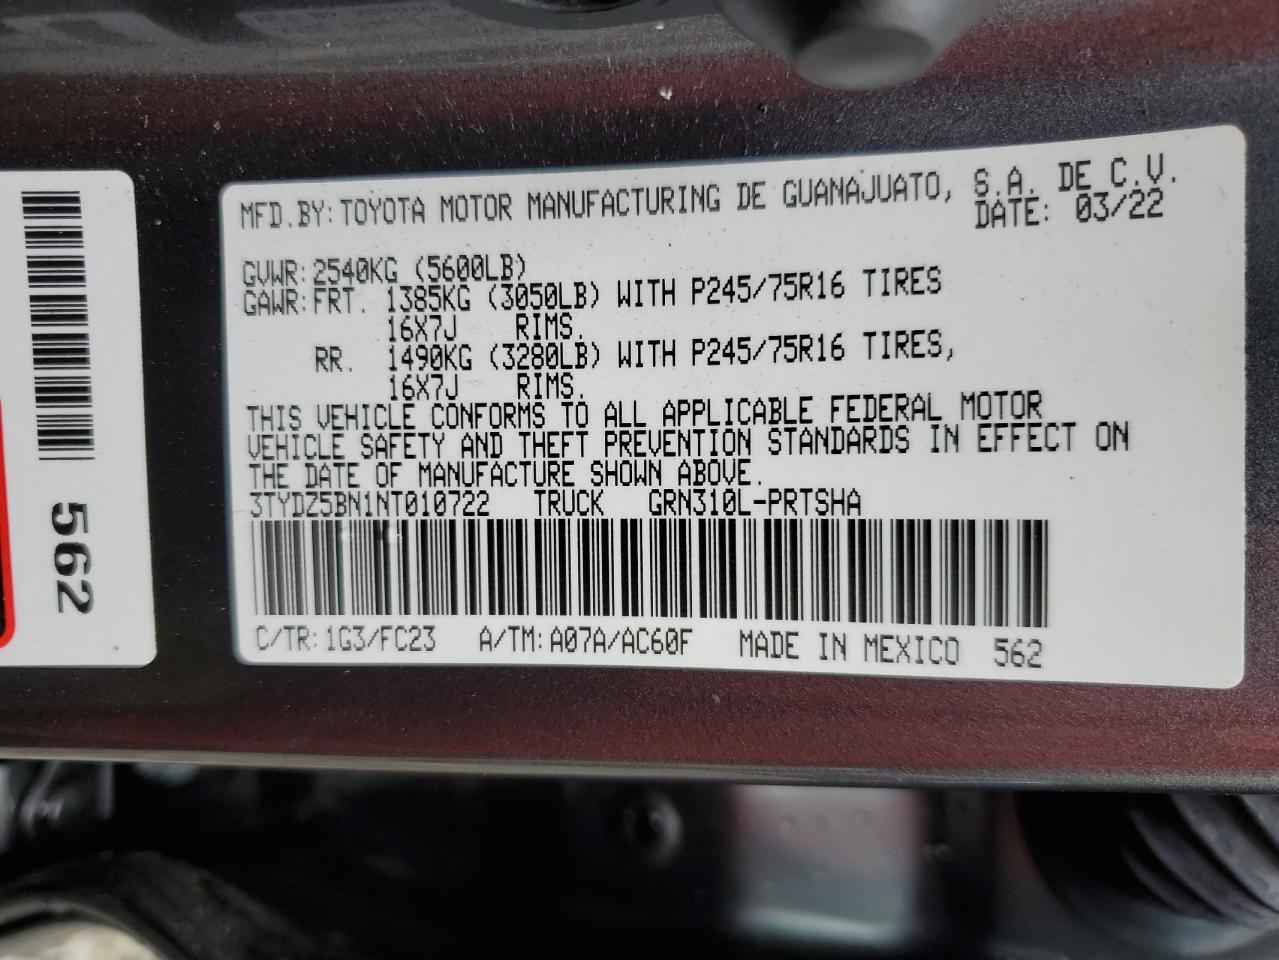 MFD.BY:TOYOTA MOTOR MANUFACTURING DE GUANAJUATO, S.A. DE C.V.
DATE: 03/22
GVWR:2540KG (5600LB)
GAWR:FRT. 1385KG (3050LB) WITH P245/75R16 TIRES
16X7J RIMS.
RR. 1490KG (3280LB) WITH P245/75R16 TIRES,
16X7J RIMS.
THIS VEHICLE CONFORMS TO ALL APPLICABLE FEDERAL MOTOR
VEHICLE SAFETY AND THEFT PREVENTION STANDARDS IN EFFECT ON
THE DATE OF MANUFACTURE SHOWN ABOVE.
3TYDZ5BN1NT010722 TRUCK GRN310L-PRTSHA
C/TR:1G3/FC23 A/TM:A07A/AC60F MADE IN MEXICO 562
562